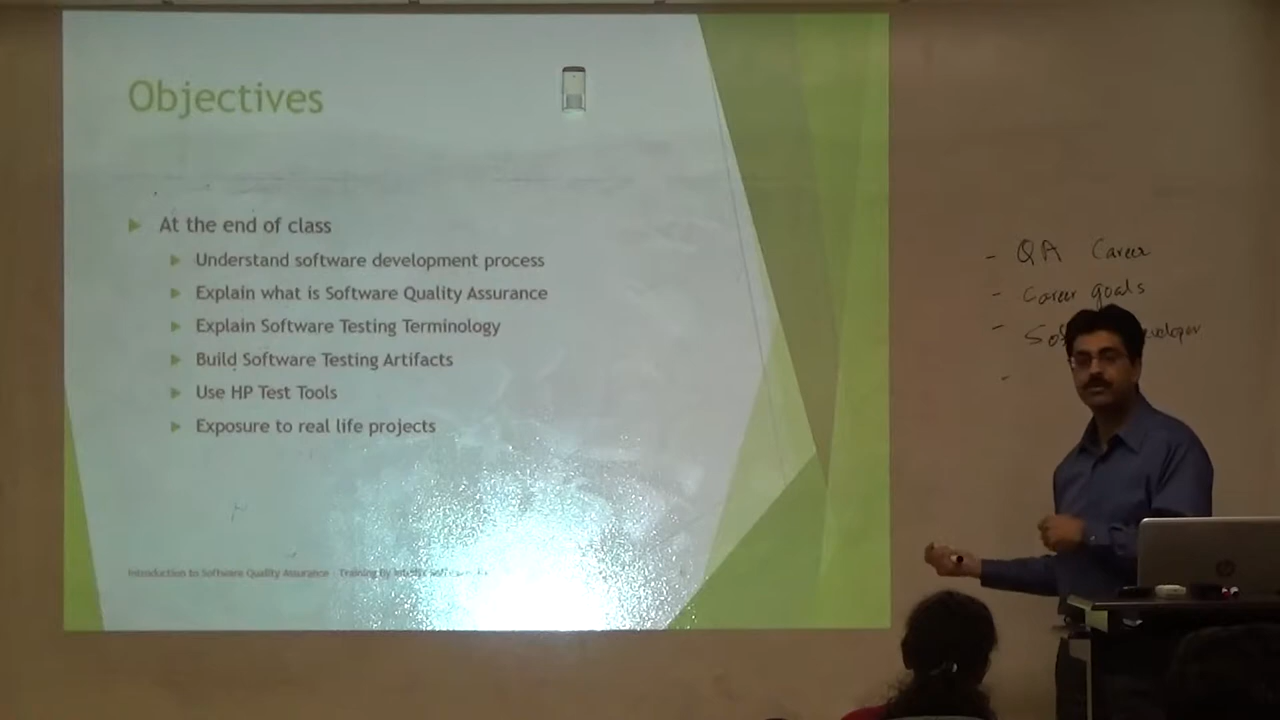 Objectives
At the end of class
Understand software development process
Explain what is Software Quality Assurance
Explain Software Testing Terminology
Build Software Testing Artifacts
Use HP Test Tools
Exposure to real life projects
Introduction to Software Quality Assurance - Training By
- QA Career
- Career goals
-
-